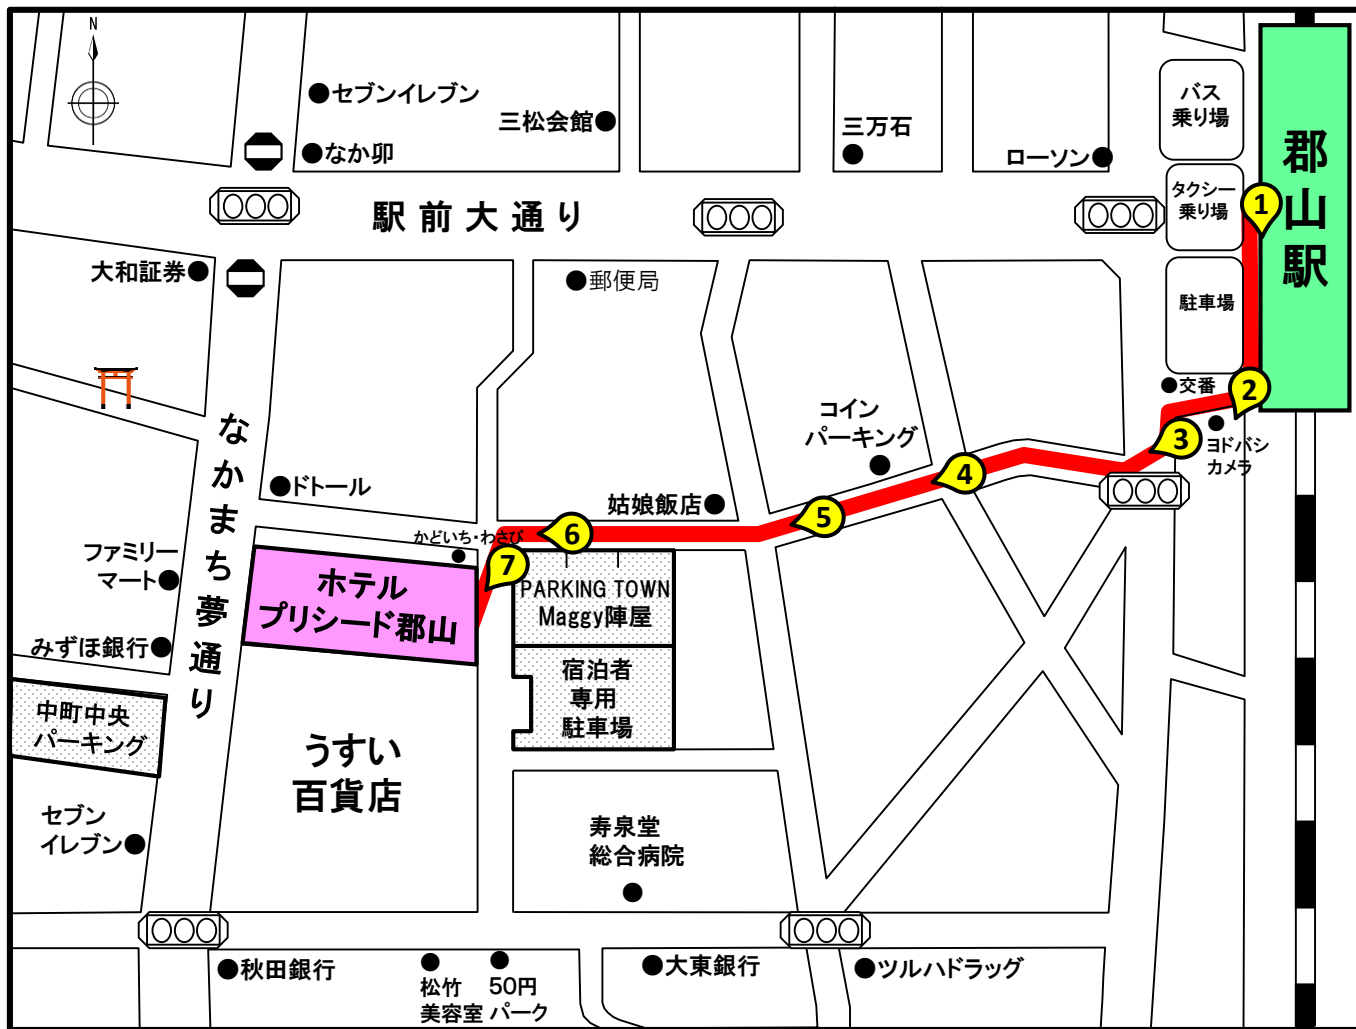 N
セブンイレブン
三松会館
なか卯
三万石
ローソン
バス
乗り場
タクシー
乗り場
駐車場
郡山駅
1
駅前大通り
大和証券
郵便局
交番
2
ヨドバシ
カメラ
3
コイン
パーキング
4
5
なかまち夢通り
ドトール
姑娘飯店
かどいち・わさび
6
7
ファミリー
マート
ホテル
プリシード郡山
PARKING TOWN
Maggy陣屋
みずほ銀行
宿泊者
専用
駐車場
中町中央
パーキング
うすい
百貨店
セブン
イレブン
寿泉堂
総合病院
秋田銀行
松竹
美容室
50円
パーク
大東銀行
ツルハドラッグ